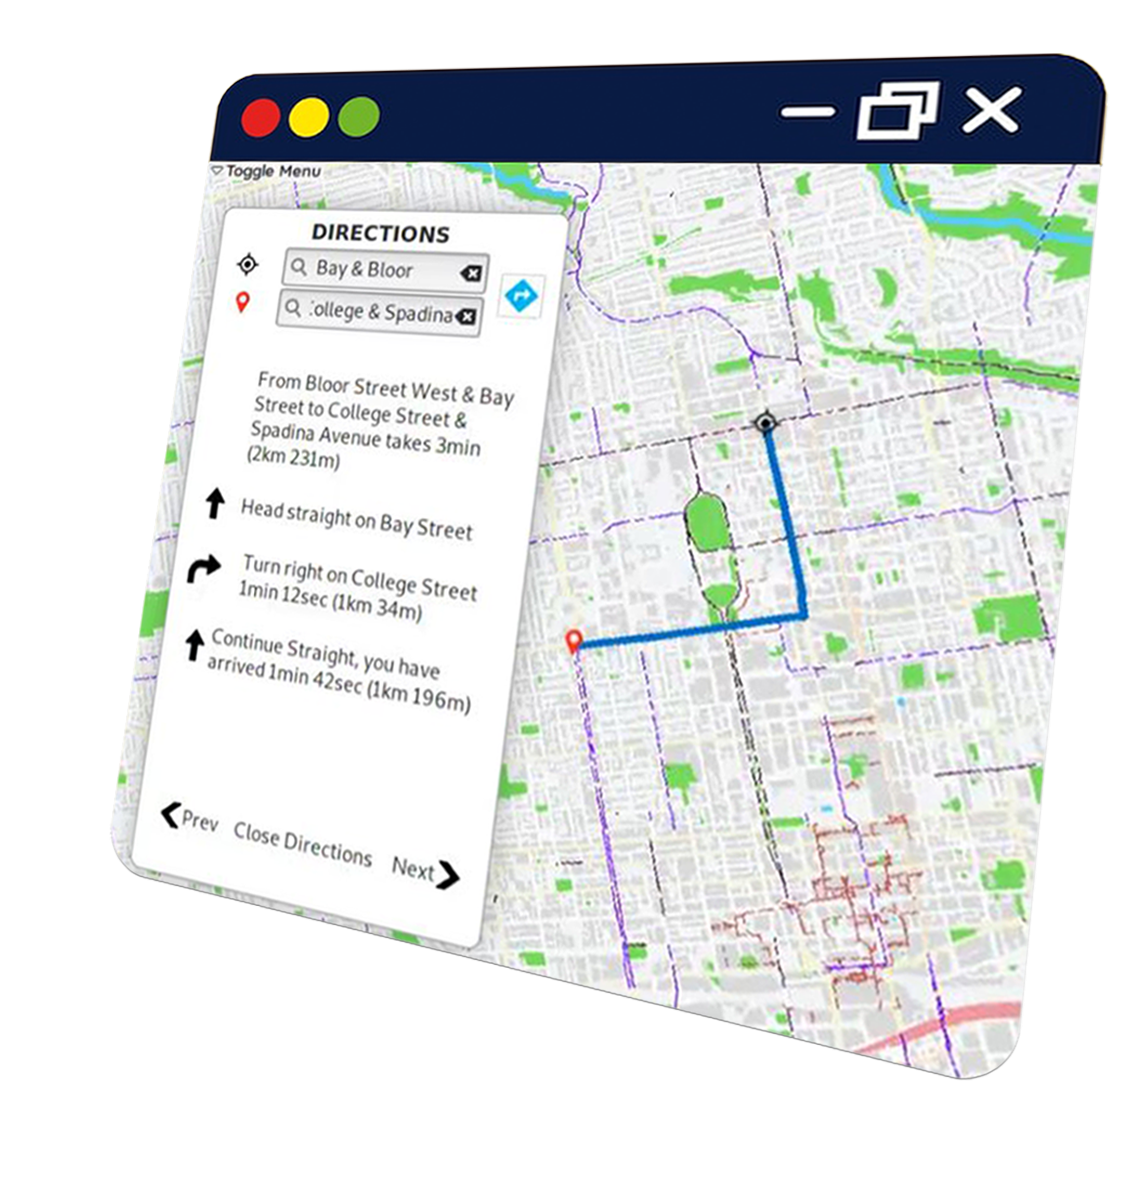 Toggle Menu
DIRECTIONS
Bay & Bloor
ollege & Spadina
From Bloor Street West & Bay
Street to College Street &
Spadina Avenue takes 3min
(2km 231m)
Head straight on Bay Street
Turn right on College Street
1min 12sec (1km 34m)
Continue Straight, you have
arrived 1min 42sec (1km 196m)
Prev Close Directions Next